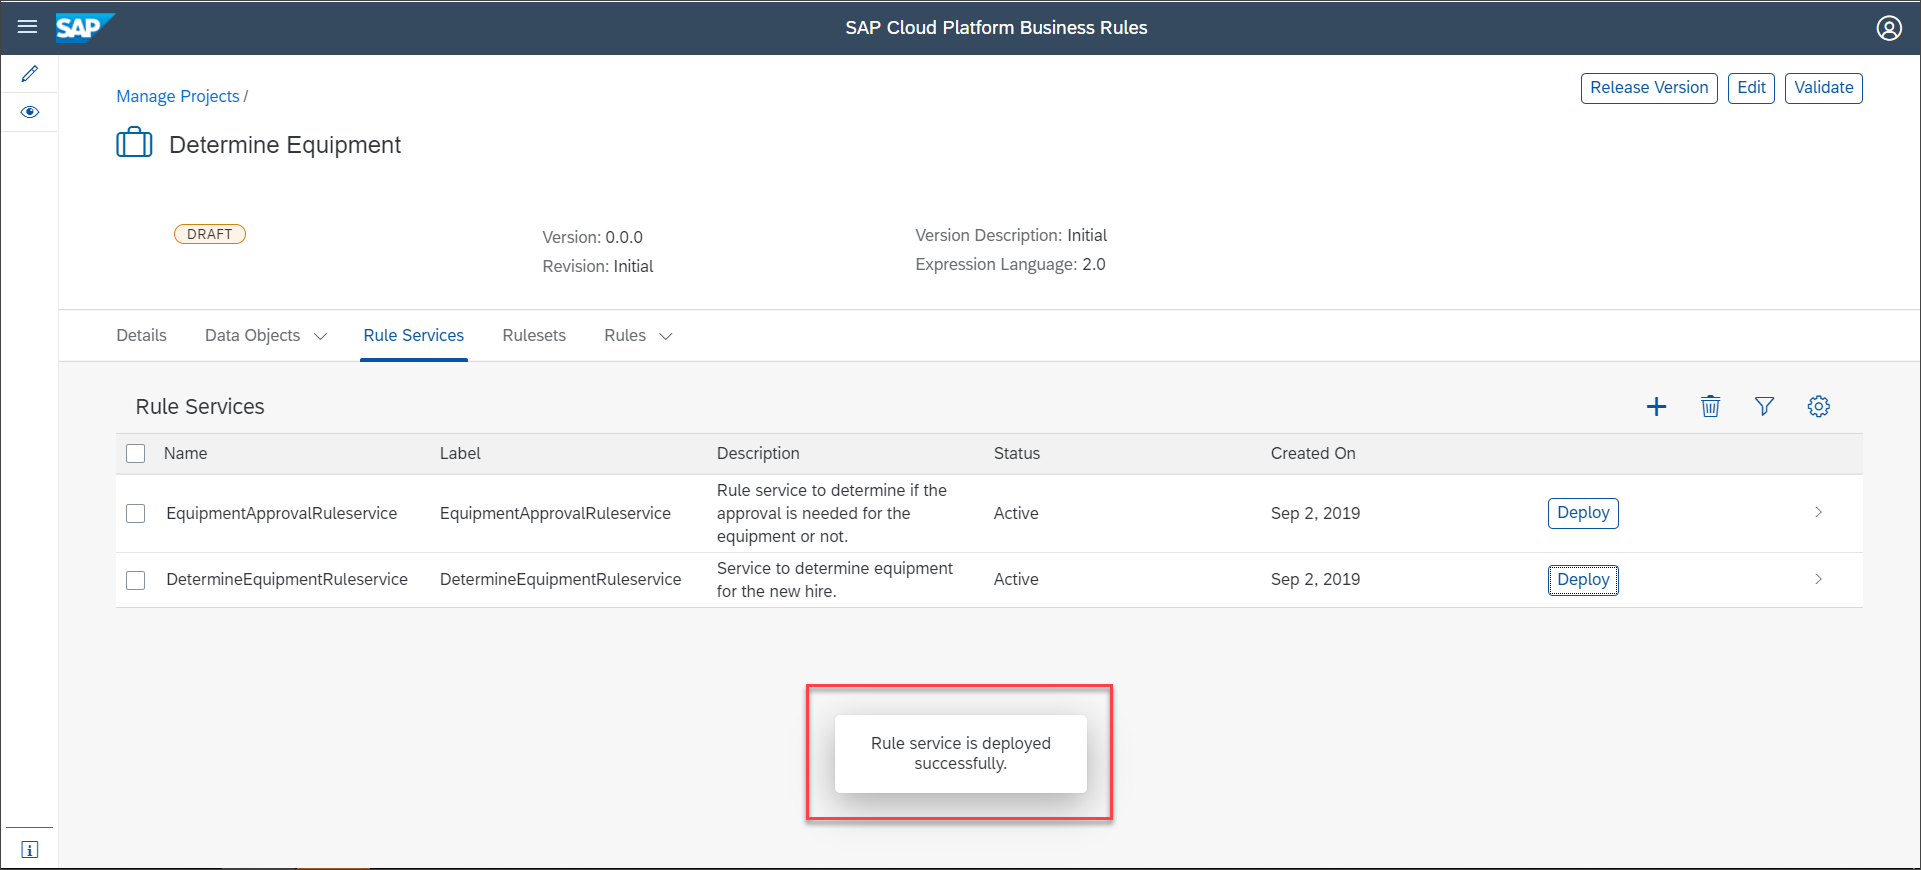 SAP
SAP Cloud Platform Business Rules
Manage Projects /
Release Version
Edit
Validate
Determine Equipment
DRAFT
Version: 0.0.0
Revision: Initial
Version Description: Initial
Expression Language: 2.0
Details
Data Objects
Rule Services
Rulesets
Rules
Rule Services
Name
Label
Description
Status
Created On
EquipmentApprovalRuleservice
EquipmentApprovalRuleservice
Rule service to determine if the
approval is needed for the
equipment or not.
Active
Sep 2, 2019
Deploy
DetermineEquipmentRuleservice
DetermineEquipmentRuleservice
Service to determine equipment
for the new hire.
Active
Sep 2, 2019
Deploy
Rule service is deployed
successfully.